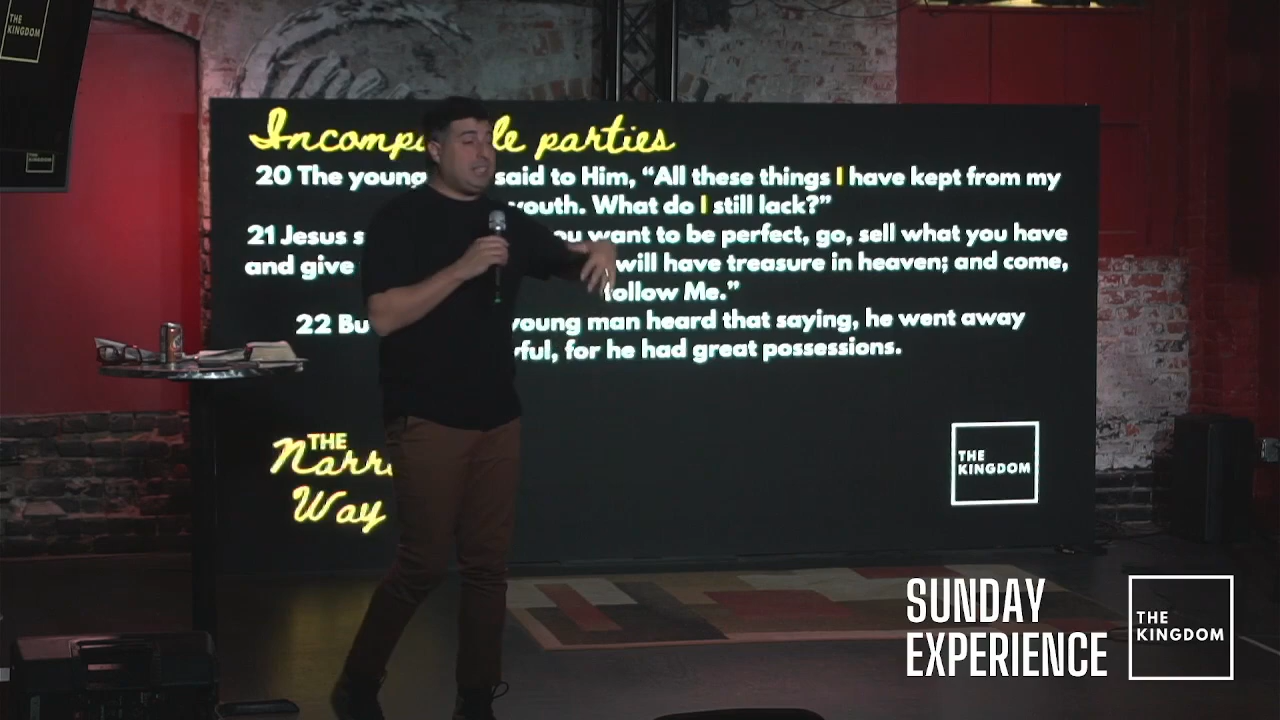 THE
KINGDOM
parties
20 The young said to Him, “All these things I have kept from my
youth. What do I still lack?”
21 Jesus want to be perfect, go, sell what you have
and give will have treasure in heaven; and come,
follow Me.”
22 young man heard that saying, he went away
for he had great possessions.
THE
Way
THE
KINGDOM
SUNDAY
EXPERIENCE
THE
KINGDOM